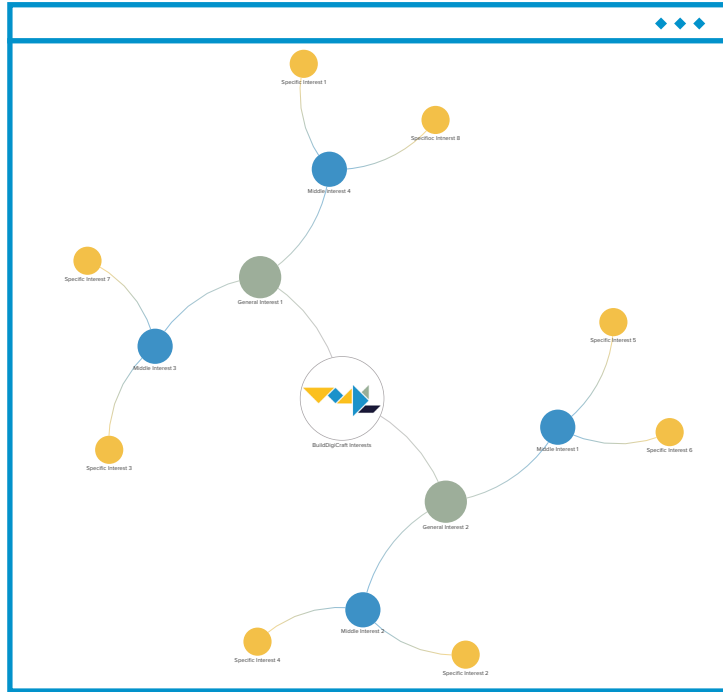 Specific Interest 1
Specifioc Intnerst 8
Middle Interest 4
Specific Interest 7
General Interest 1
Specific Interest 5
Middle Interest 3
BuildDigiCraft Interests
Middle Interest 1
Specific Interest 6
Specific Interest 3
General Interest 2
Middle Interest 2
Specific Interest 4
Specific Interest 2